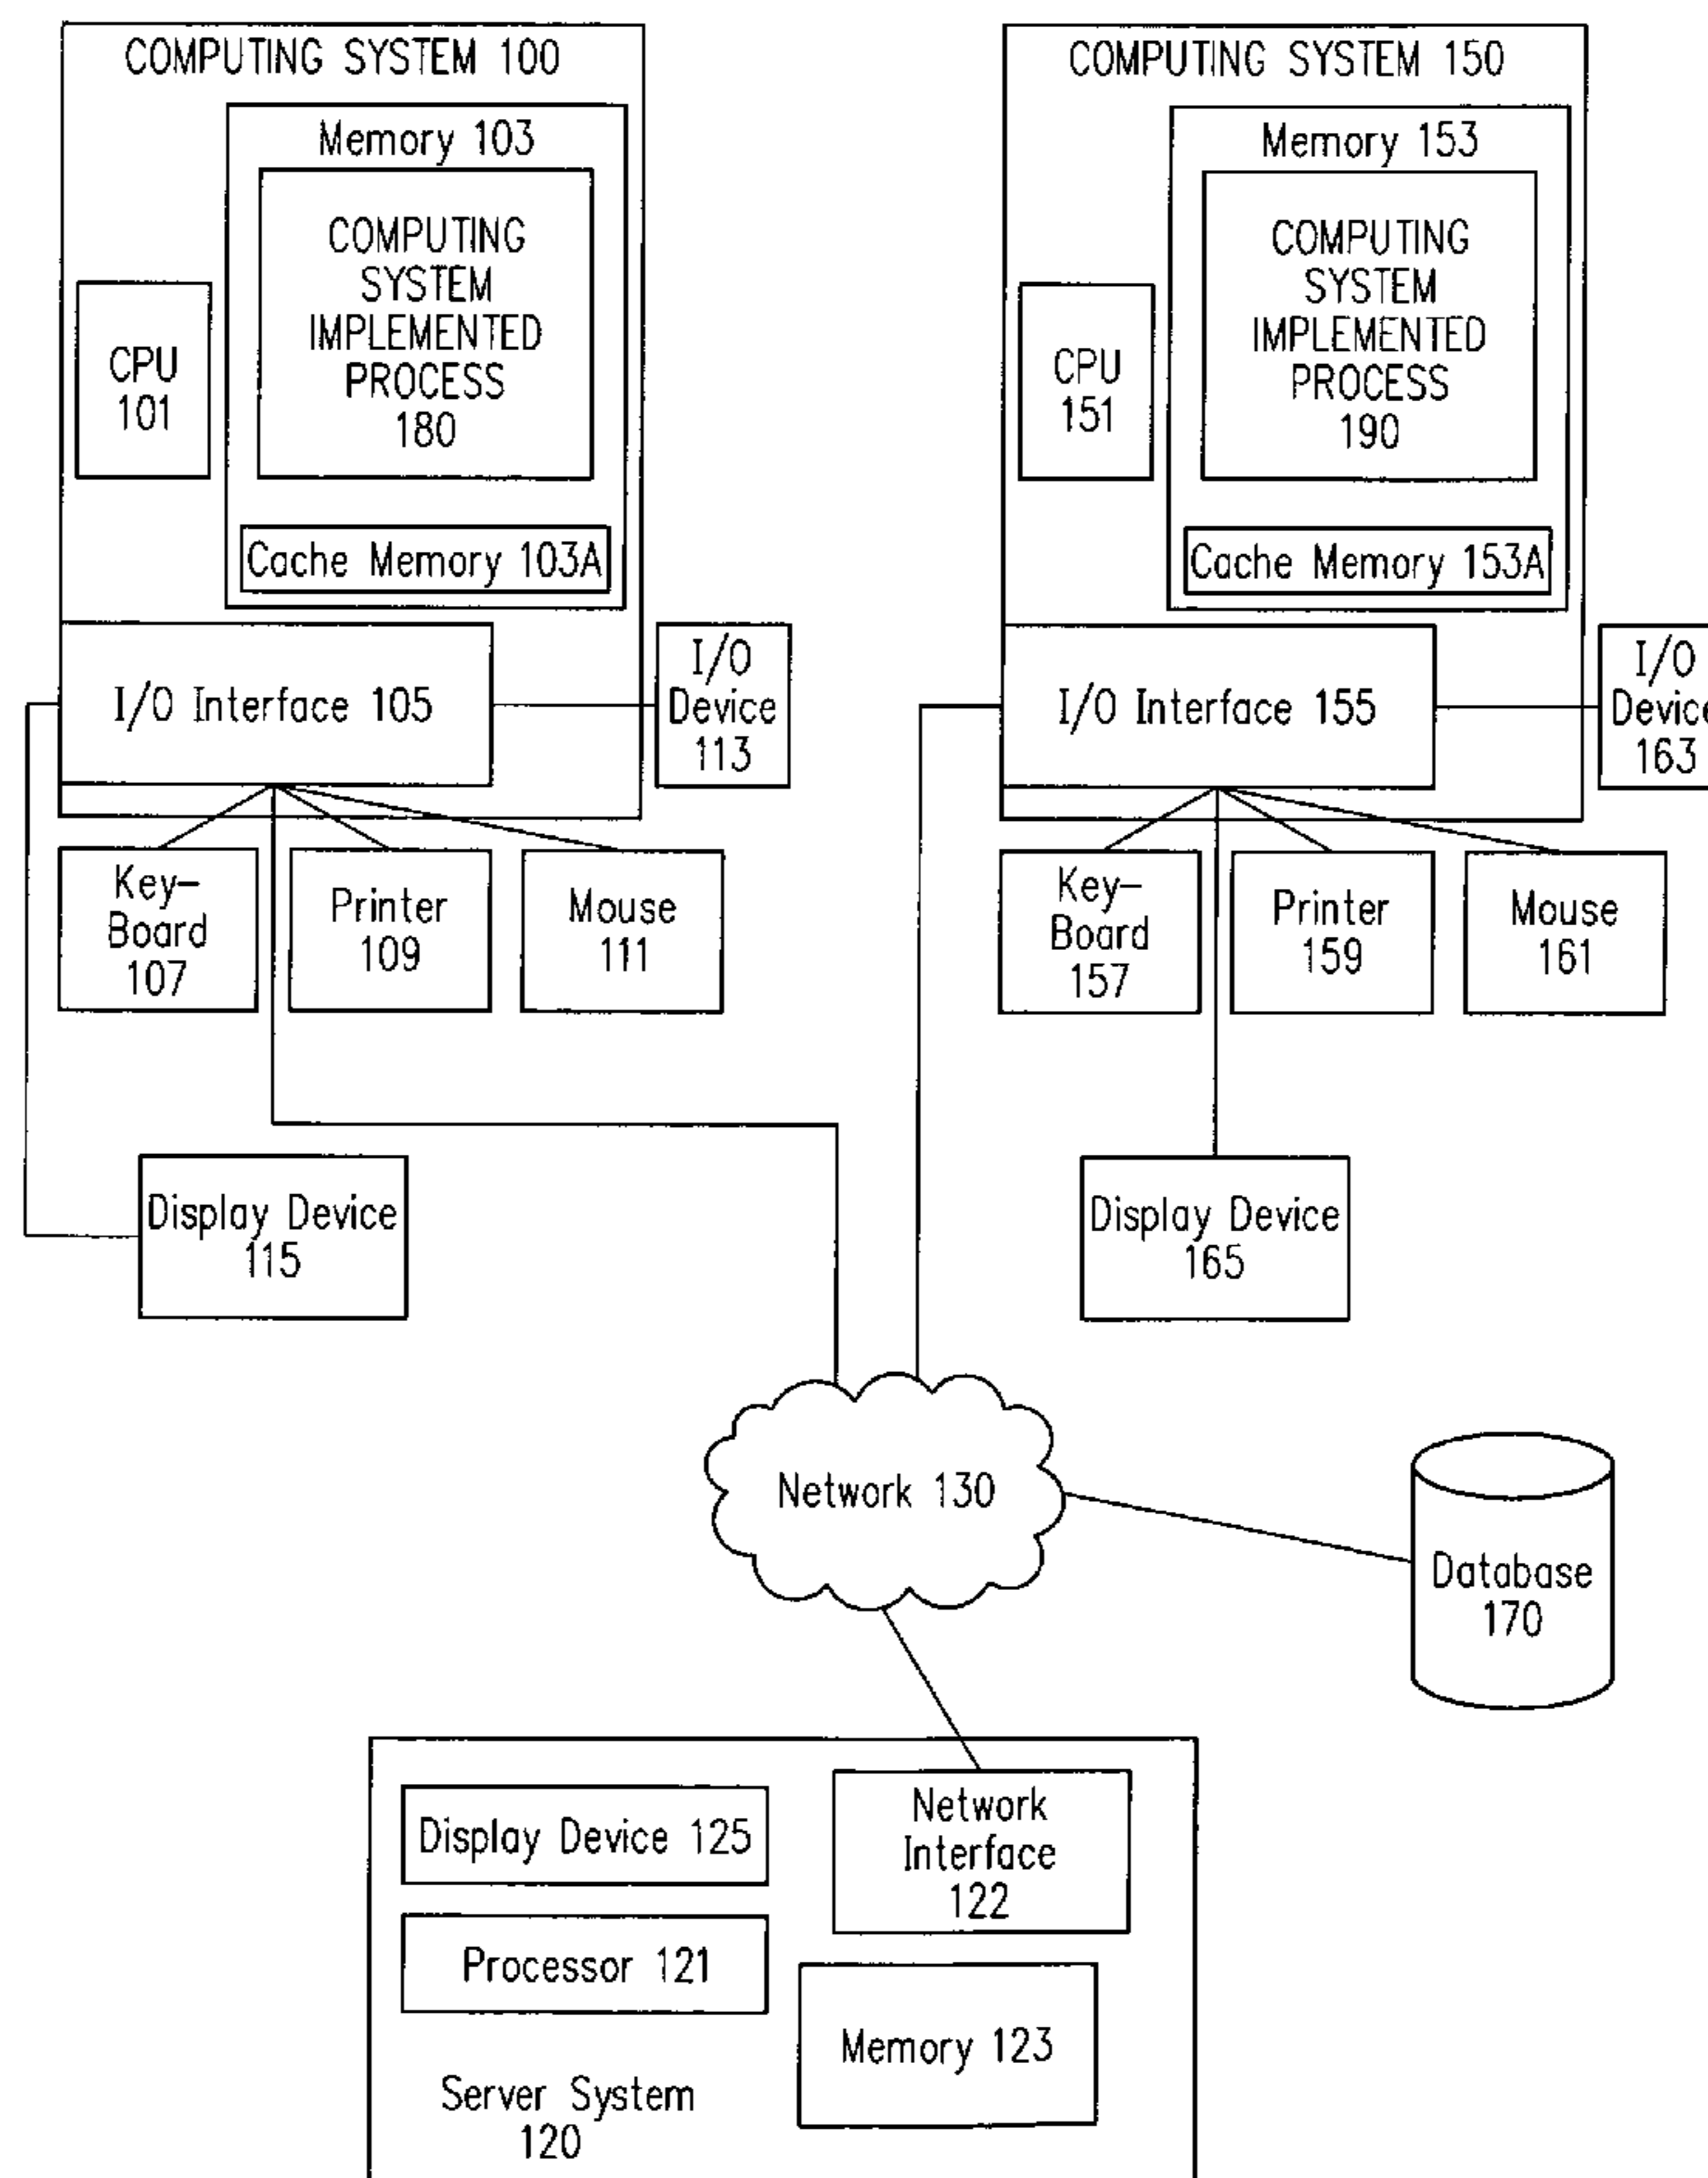 COMPUTING SYSTEM 100
Memory 103
COMPUTING
SYSTEM
IMPLEMENTED
PROCESS
180
CPU
101
Cache Memory 103A
I/O Interface 105
I/O
Device
113
Key-
Board
107
Printer
109
Mouse
111
Display Device
115
COMPUTING SYSTEM 150
Memory 153
COMPUTING
SYSTEM
IMPLEMENTED
PROCESS
190
CPU
151
Cache Memory 153A
I/O Interface 155
I/O
Device
163
Key-
Board
157
Printer
159
Mouse
161
Display Device
165
Network 130
Database
170
Display Device 125
Network
Interface
122
Processor 121
Memory 123
Server System
120